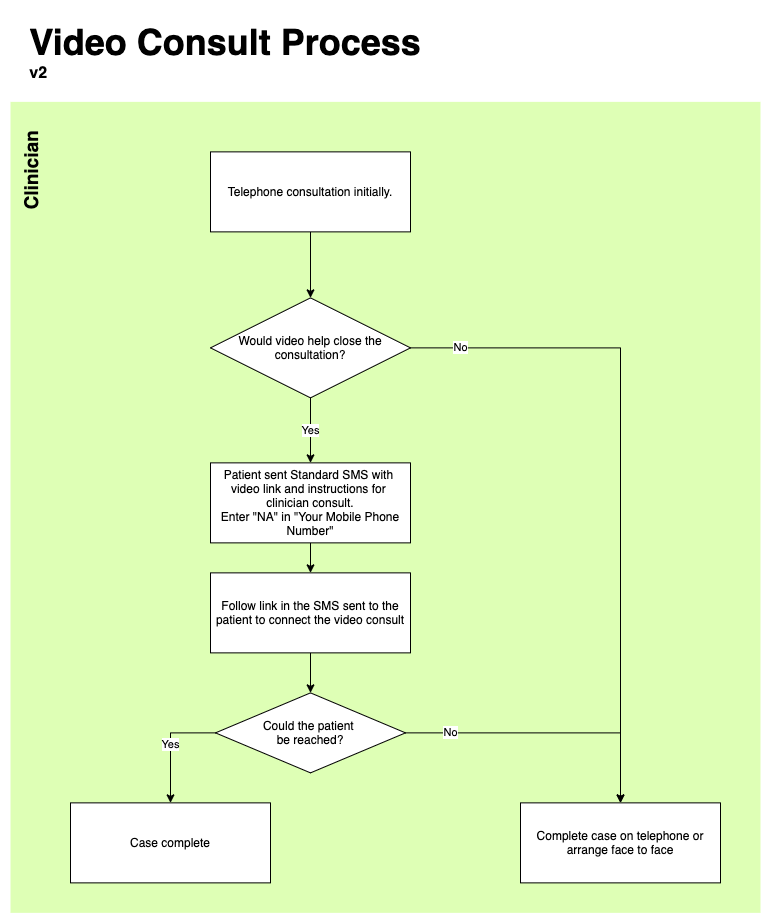 Video Consult Process
v2
Clinician
Telephone consultation initially.
Would video help close the
consultation?
No
Yes
Patient sent Standard SMS with
video link and instructions for
clinician consult.
Enter "NA" in "Your Mobile Phone
Number"
Follow link in the SMS sent to the
patient to connect the video consult
Could the patient
be reached?
Yes
No
Case complete
Complete case on telephone or
arrange face to face